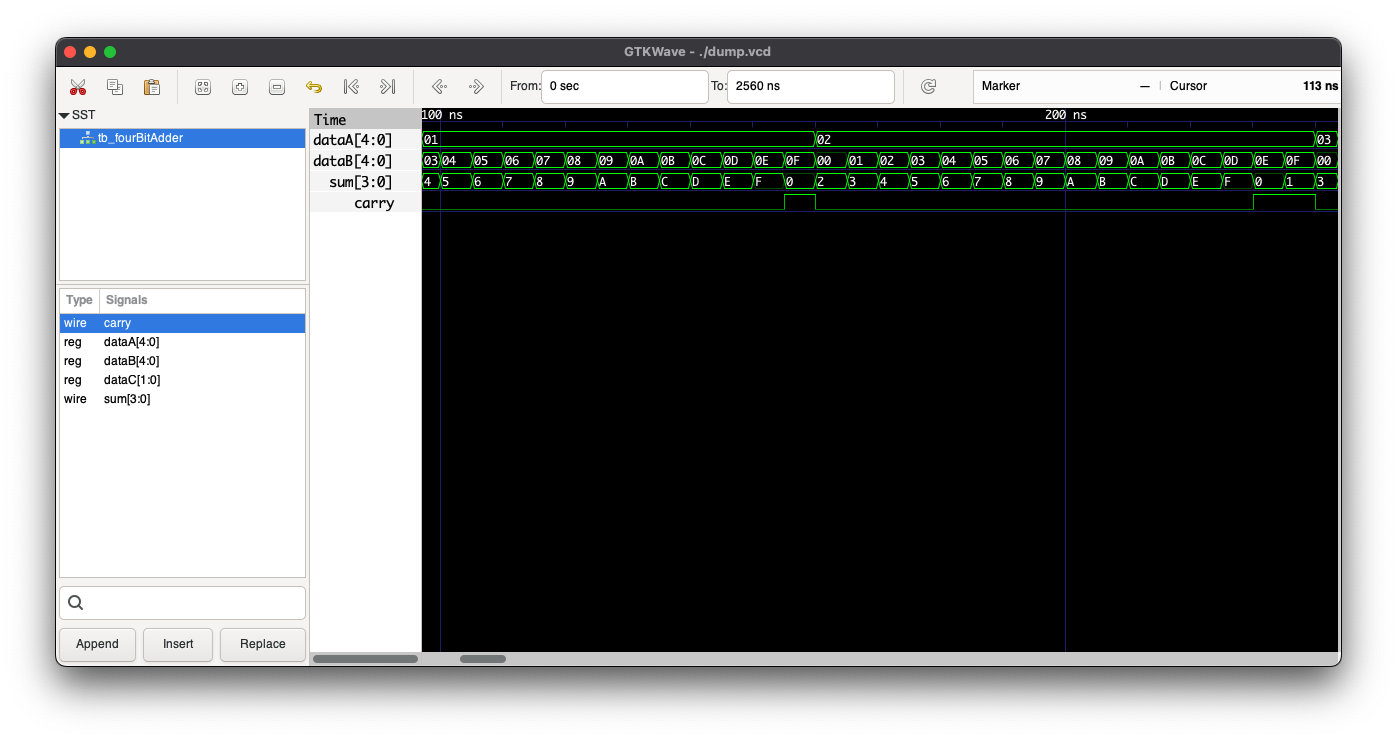 GTKWave - ./dump.vcd
From: 0 sec To: 2560 ns Marker — | Cursor 113 ns
SST
tb_fourBitAdder
Type Signals
wire carry
reg dataA[4:0]
reg dataB[4:0]
reg dataC[1:0]
wire sum[3:0]
Append Insert Replace
Time 100 ns 200 ns
dataA[4:0] 01 02 03
dataB[4:0] 03 04 05 06 07 08 09 0A 0B 0C 0D 0E 0F 00 01 02 03 04 05 06 07 08 09 0A 0B 0C 0D 0E 0F 00
sum[3:0] 4 5 6 7 8 9 A B C D E F 0 2 3 4 5 6 7 8 9 A B C D E F 0 1 3
carry